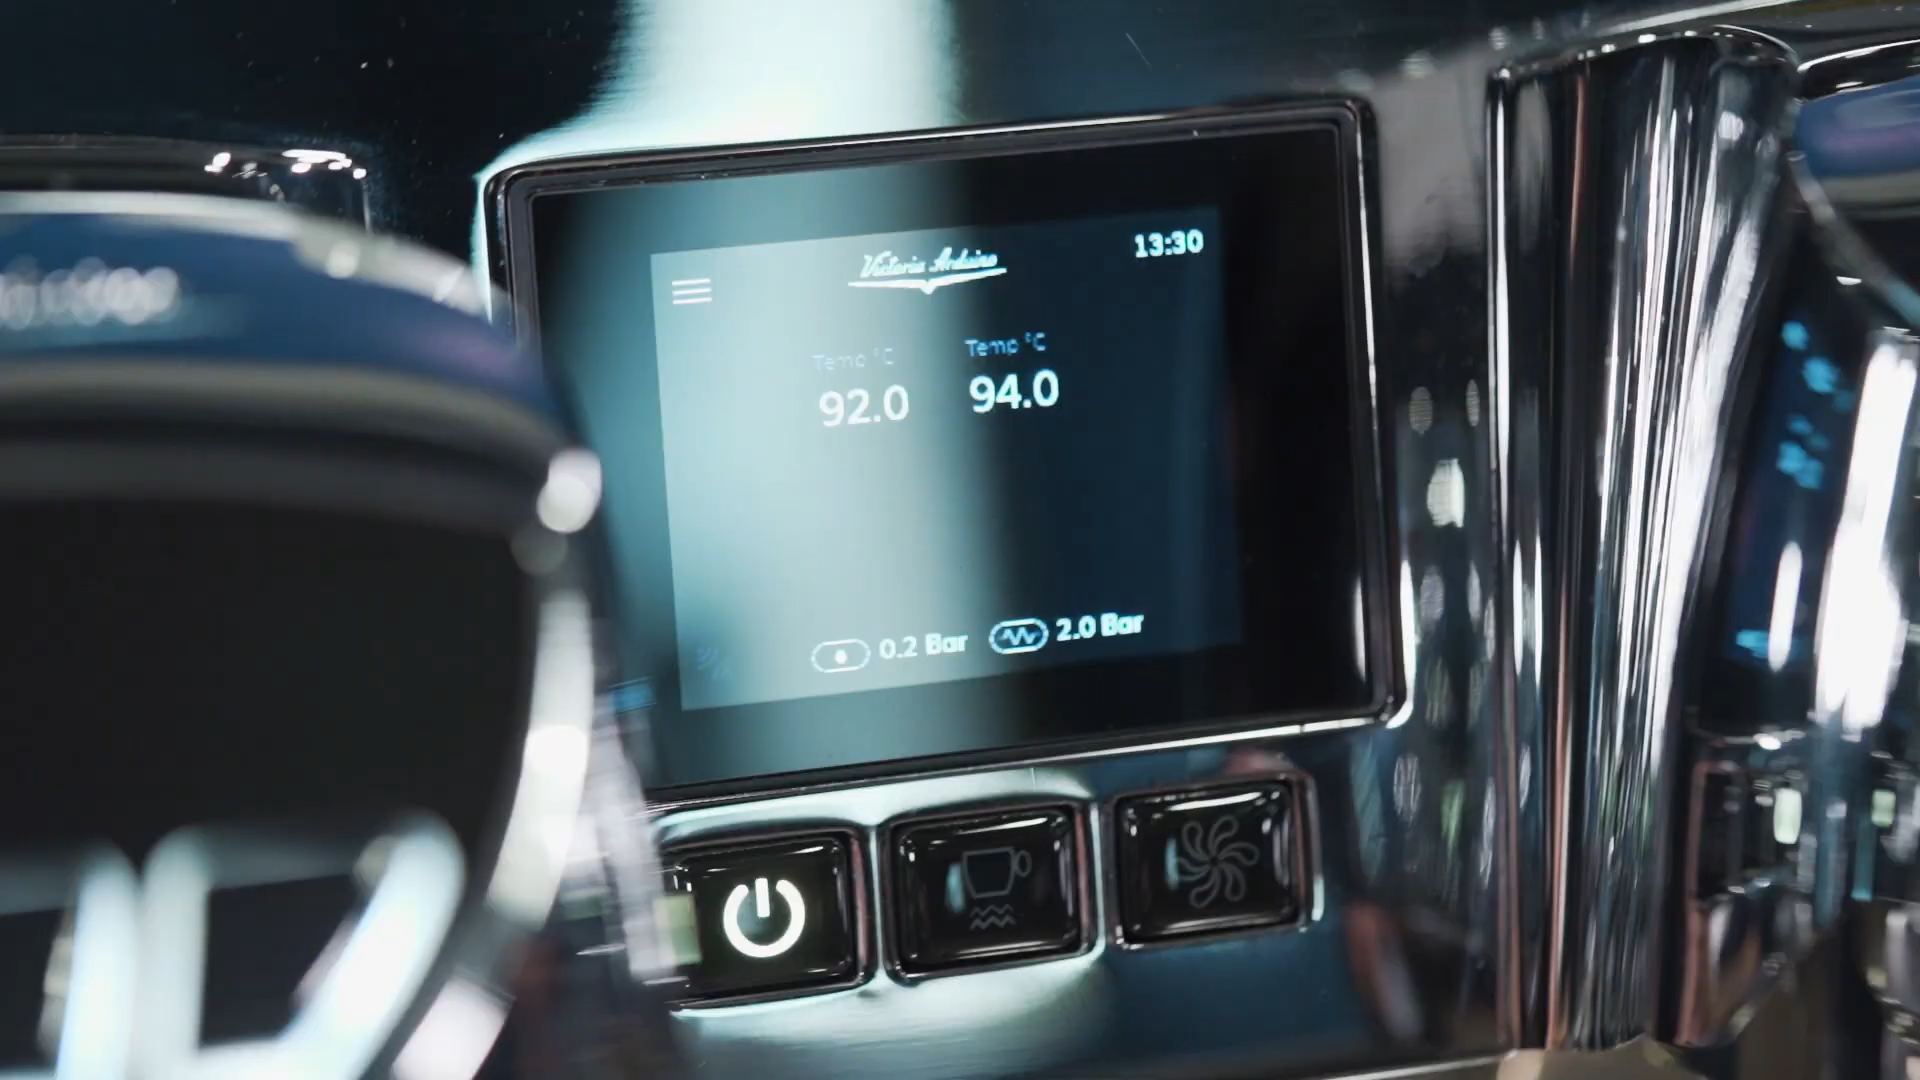 Victoria Arduino
13:30
Temp °C Temp °C
92.0 94.0
0.2 Bar 2.0 Bar